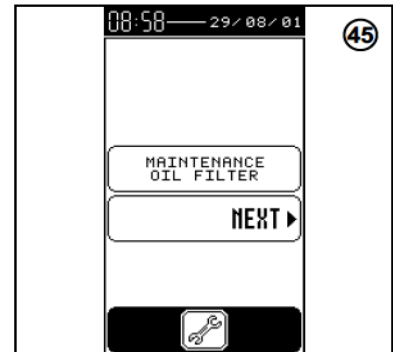 08:58 29/08/01
45
MAINTENANCE
OIL FILTER
NEXT